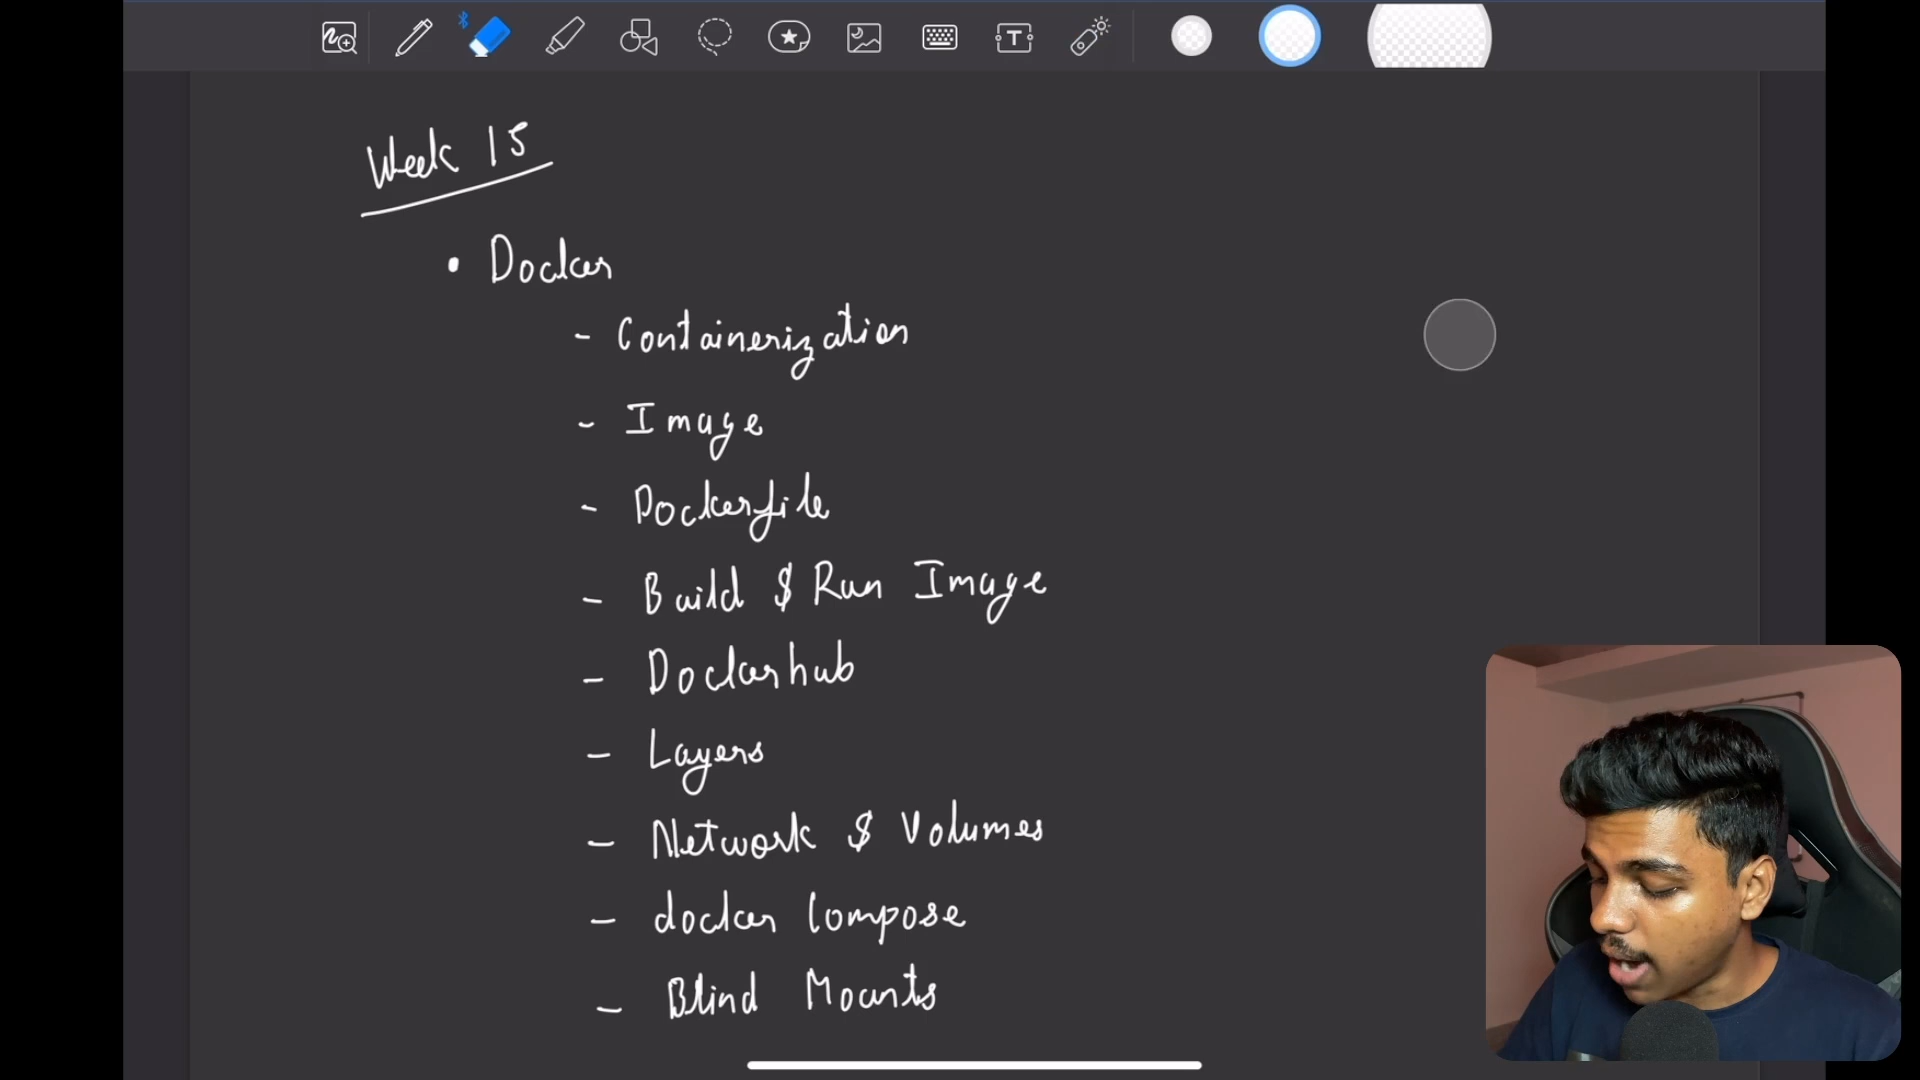 Week 15
• Docker
- Containerization
- Image
- Dockerfile
- Build & Run Image
- Dockerhub
- Layers
- Network & Volumes
- docker Compose
- Blind Mounts